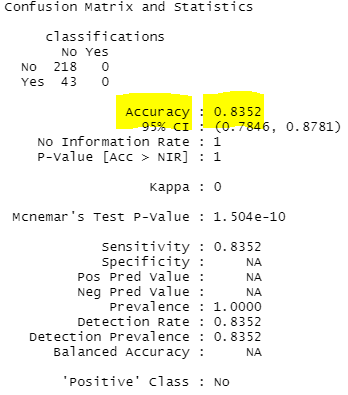 Confusion Matrix and Statistics
classifications
No Yes
No 218 0
Yes 43 0
Accuracy : 0.8352
95% CI : (0.7846, 0.8781)
No Information Rate : 1
P-Value [Acc > NIR] : 1
Kappa : 0
Mcnemar's Test P-Value : 1.504e-10
Sensitivity : 0.8352
Specificity : NA
Pos Pred Value : NA
Neg Pred Value : NA
Prevalence : 1.0000
Detection Rate : 0.8352
Detection Prevalence : 0.8352
Balanced Accuracy : NA
'Positive' Class : No